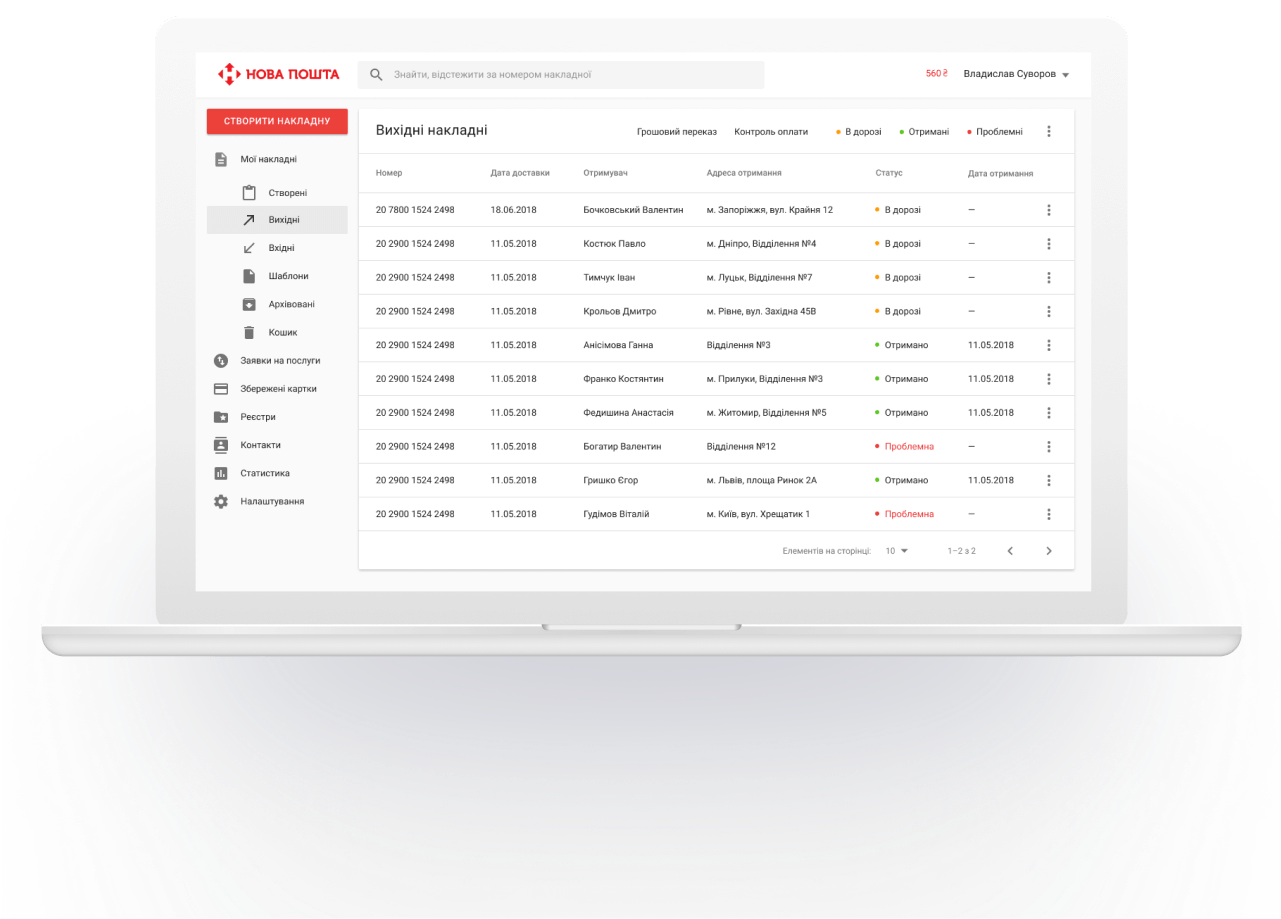 НОВА ПОШТА
Знайти, відстежити за номером накладної
560 ₴
Владислав Суворов
СТВОРИТИ НАКЛАДНУ
Мої накладні
Створені
Вихідні
Вхідні
Шаблони
Архівовані
Кошик
Заявки на послуги
Збережені картки
Реєстри
Контакти
Статистика
Налаштування
Вихідні накладні
Грошовий переказ Контроль оплати В дорозі Отримані Проблемні
Номер Дата доставки Отримувач Адреса отримання Статус Дата отримання
20 7800 1524 2498 18.06.2018 Бочковський Валентин м. Запоріжжя, вул. Крайня 12 В дорозі —
20 2900 1524 2498 11.05.2018 Костюк Павло м. Дніпро, Відділення №4 В дорозі —
20 2900 1524 2498 11.05.2018 Тимчук Іван м. Луцьк, Відділення №7 В дорозі —
20 2900 1524 2498 11.05.2018 Крольов Дмитро м. Рівне, вул. Західна 45В В дорозі —
20 2900 1524 2498 11.05.2018 Анісімова Ганна Відділення №3 Отримано 11.05.2018
20 2900 1524 2498 11.05.2018 Франко Костянтин м. Прилуки, Відділення №3 Отримано 11.05.2018
20 2900 1524 2498 11.05.2018 Федишина Анастасія м. Житомир, Відділення №5 Отримано 11.05.2018
20 2900 1524 2498 11.05.2018 Богатир Валентин Відділення №12 Проблемна —
20 2900 1524 2498 11.05.2018 Гришко Єгор м. Львів, площа Ринок 2А Отримано 11.05.2018
20 2900 1524 2498 11.05.2018 Гудімов Віталій м. Київ, вул. Хрещатик 1 Проблемна —
Елементів на сторінці: 10 1–2 з 2